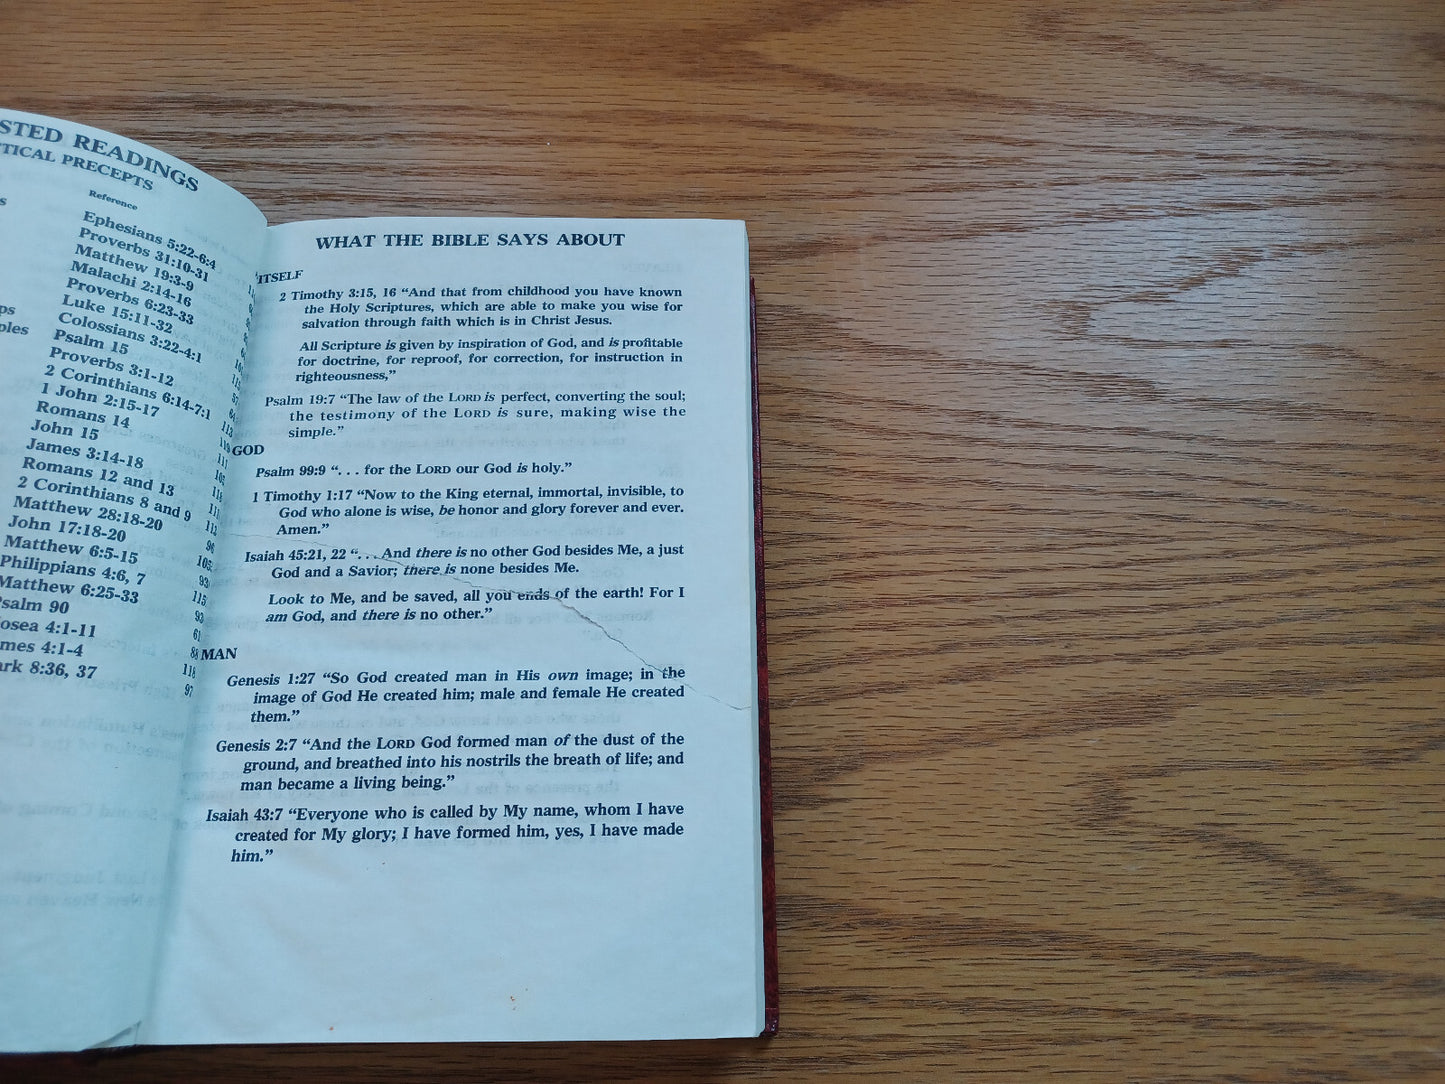 STED READINGS
TICAL PRECEPTS
Reference
Ephesians 5:22-6:4
Proverbs 31:10-31
Matthew 19:3-9
Malachi 2:14-16
Proverbs 6:23-33
Luke 15:11-32
Colossians 3:22-4:1
Psalm 15
Proverbs 3:1-12
2 Corinthians 6:14-7:1
1 John 2:15-17
Romans 14
John 15
James 3:14-18
Romans 12 and 13
2 Corinthians 8 and 9
Matthew 28:18-20
John 17:18-20
Matthew 6:5-15
Philippians 4:6, 7
Matthew 6:25-33
Psalm 90
osea 4:1-11
mes 4:1-4
ark 8:36, 37
WHAT THE BIBLE SAYS ABOUT
ITSELF
2 Timothy 3:15, 16 “And that from childhood you have known
the Holy Scriptures, which are able to make you wise for
salvation through faith which is in Christ Jesus.
All Scripture is given by inspiration of God, and is profitable
for doctrine, for reproof, for correction, for instruction in
righteousness,”
Psalm 19:7 “The law of the LORD is perfect, converting the soul;
the testimony of the LORD is sure, making wise the
simple.”
GOD
Psalm 99:9 “. . . for the LORD our God is holy.”
1 Timothy 1:17 “Now to the King eternal, immortal, invisible, to
God who alone is wise, be honor and glory forever and ever.
Amen.”
Isaiah 45:21, 22 “. . . And there is no other God besides Me, a just
God and a Savior; there is none besides Me.
Look to Me, and be saved, all you ends of the earth! For I
am God, and there is no other.”
MAN
Genesis 1:27 “So God created man in His own image; in the
image of God He created him; male and female He created
them.”
Genesis 2:7 “And the LORD God formed man of the dust of the
ground, and breathed into his nostrils the breath of life; and
man became a living being.”
Isaiah 43:7 “Everyone who is called by My name, whom I have
created for My glory; I have formed him, yes, I have made
him.”